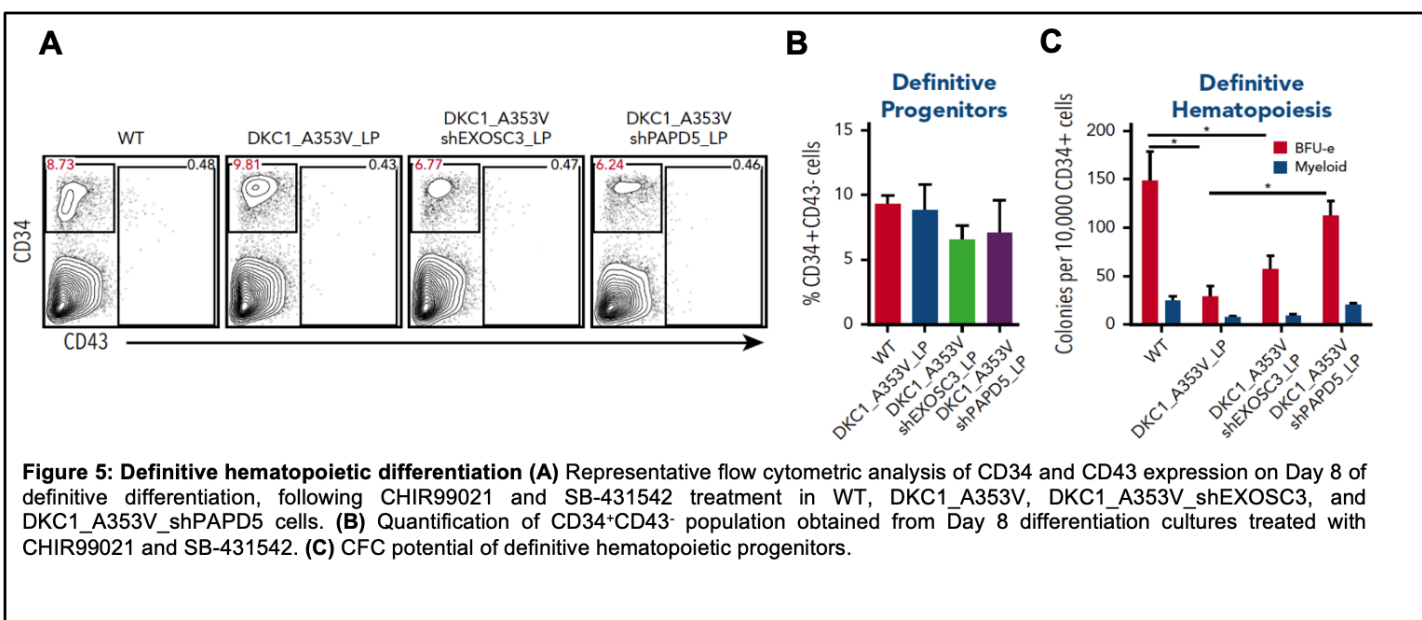 A
WT
DKC1_A353V_LP
DKC1_A353V
shEXOSC3_LP
DKC1_A353V
shPAPD5_LP
8.73
0.48
9.81
0.43
6.77
0.47
6.24
0.46
CD34
CD43
B
Definitive
Progenitors
% CD34+CD43- cells
15
10
5
0
WT
DKC1_A353V_LP
DKC1_A353V
shEXOSC3_LP
DKC1_A353V
shPAPD5_LP
C
Definitive
Hematopoiesis
Colonies per 10,000 CD34+ cells
200
150
100
50
0
*
*
*
BFU-e
Myeloid
WT
DKC1_A353V_LP
DKC1_A353V
shEXOSC3_LP
DKC1_A353V
shPAPD5_LP
Figure 5: Definitive hematopoietic differentiation (A) Representative flow cytometric analysis of CD34 and CD43 expression on Day 8 of
definitive differentiation, following CHIR99021 and SB-431542 treatment in WT, DKC1_A353V, DKC1_A353V_shEXOSC3, and
DKC1_A353V_shPAPD5 cells. (B) Quantification of CD34⁺CD43⁻ population obtained from Day 8 differentiation cultures treated with
CHIR99021 and SB-431542. (C) CFC potential of definitive hematopoietic progenitors.